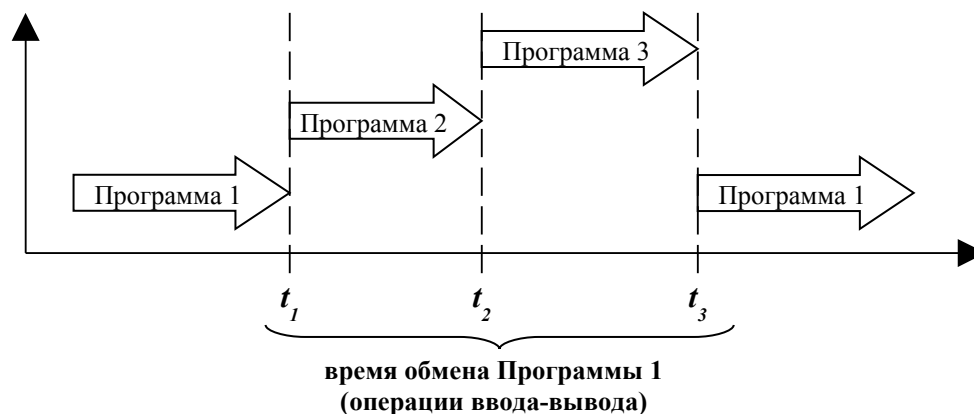 Программа 3
Программа 2
Программа 1
Программа 1
t1
t2
t3
время обмена Программы 1
(операции ввода-вывода)